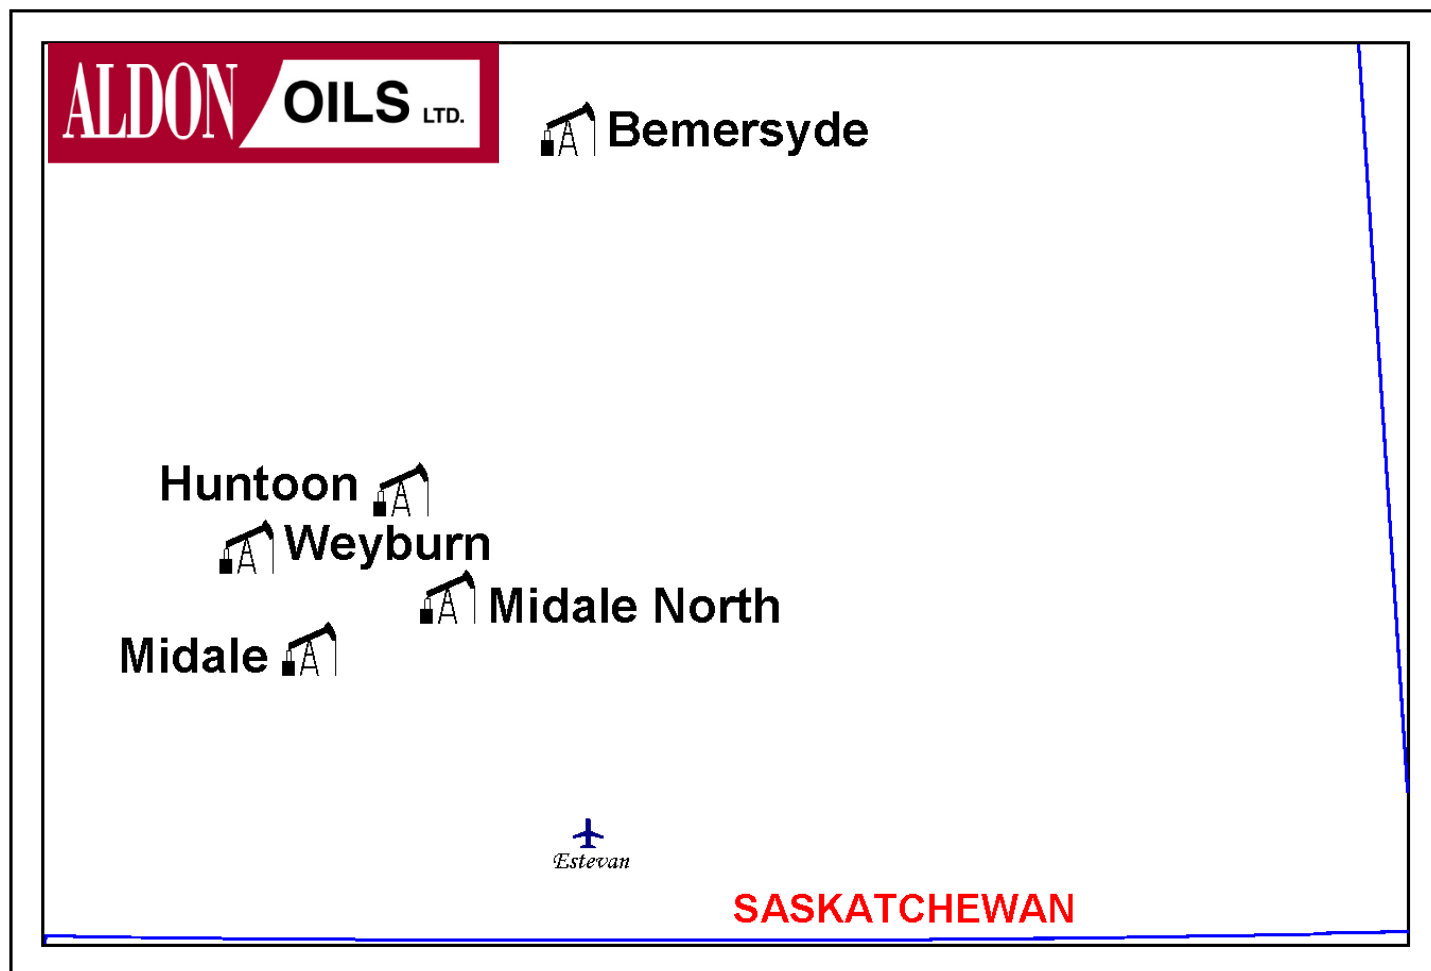 ALDON OILS LTD.
Bemersyde
Huntoon
Weyburn
Midale North
Midale
Estevan
SASKATCHEWAN